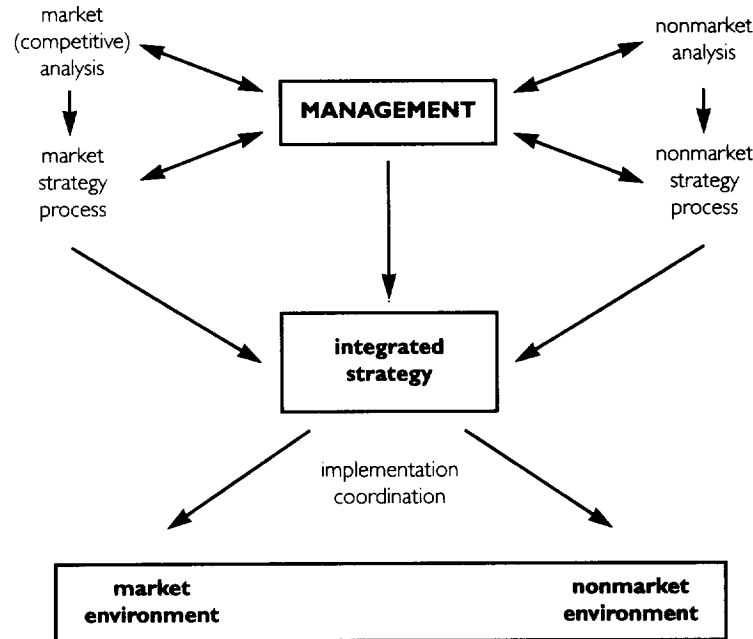 market
(competitive)
analysis
MANAGEMENT
nonmarket
analysis
market
strategy
process
nonmarket
strategy
process
integrated
strategy
implementation
coordination
market
environment
nonmarket
environment